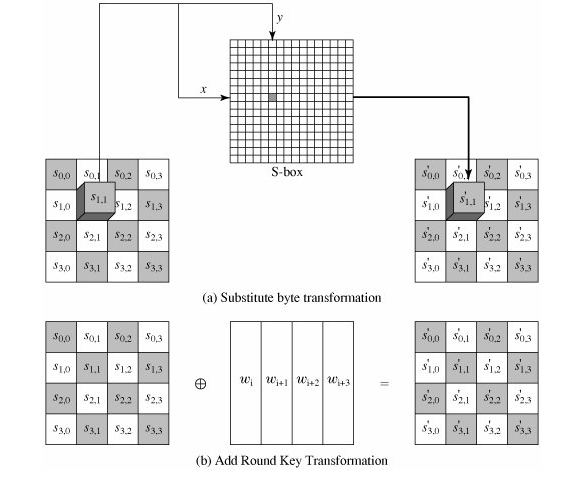 y
x
S-box
s0,0 s0,1 s0,2 s0,3
s1,0 s1,1 s1,2 s1,3
s2,0 s2,1 s2,2 s2,3
s3,0 s3,1 s3,2 s3,3
s'0,0 s'0,1 s'0,2 s'0,3
s'1,0 s'1,1 s'1,2 s'1,3
s'2,0 s'2,1 s'2,2 s'2,3
s'3,0 s'3,1 s'3,2 s'3,3
(a) Substitute byte transformation
s0,0 s0,1 s0,2 s0,3
s1,0 s1,1 s1,2 s1,3
s2,0 s2,1 s2,2 s2,3
s3,0 s3,1 s3,2 s3,3
⊕
wi wi+1 wi+2 wi+3
=
s'0,0 s'0,1 s'0,2 s'0,3
s'1,0 s'1,1 s'1,2 s'1,3
s'2,0 s'2,1 s'2,2 s'2,3
s'3,0 s'3,1 s'3,2 s'3,3
(b) Add Round Key Transformation